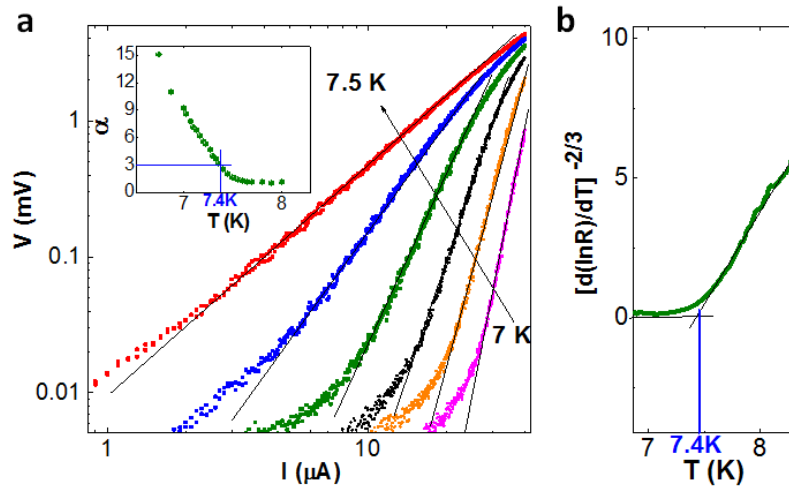 a
15
12
9
6
3
0
α
7
7.4K
8
T (K)
7.5 K
7 K
1
0.1
0.01
V (mV)
1
10
I (μA)
b
10
5
0
[d(lnR)/dT] -2/3
7
8
7.4K
T (K)